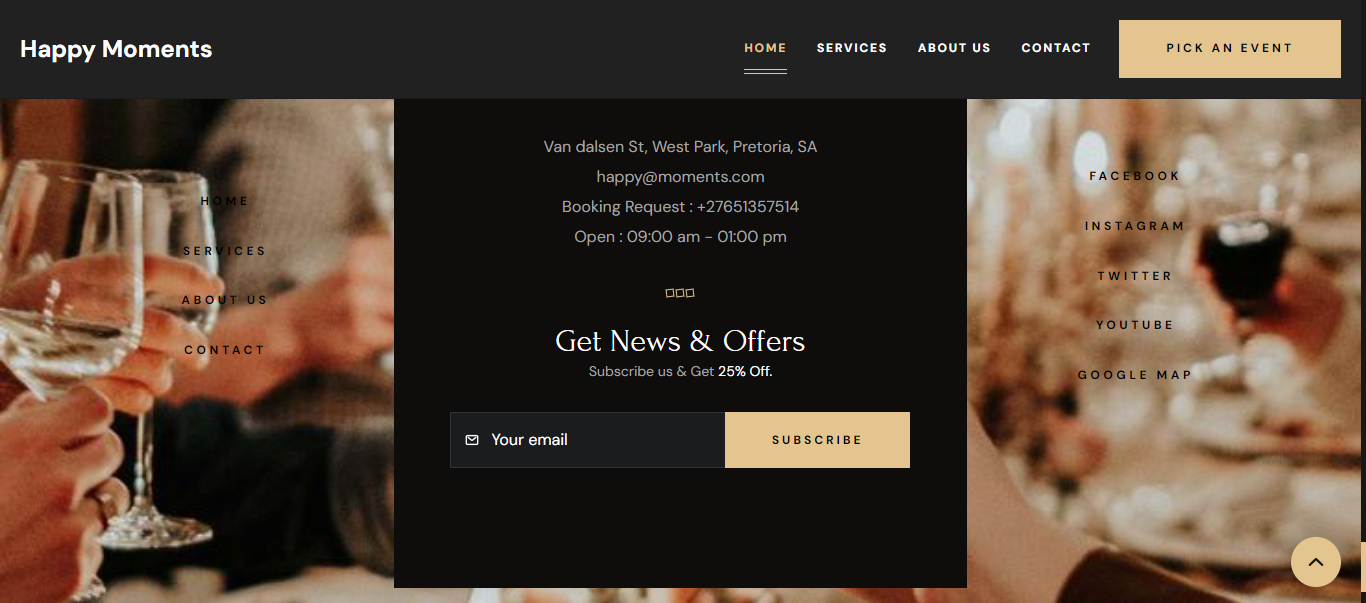 Happy Moments
HOME SERVICES ABOUT US CONTACT PICK AN EVENT
HOME
SERVICES
ABOUT US
CONTACT
Van dalsen St, West Park, Pretoria, SA
happy@moments.com
Booking Request : +27651357514
Open : 09:00 am - 01:00 pm
Get News & Offers
Subscribe us & Get 25% Off.
Your email SUBSCRIBE
FACEBOOK
INSTAGRAM
TWITTER
YOUTUBE
GOOGLE MAP